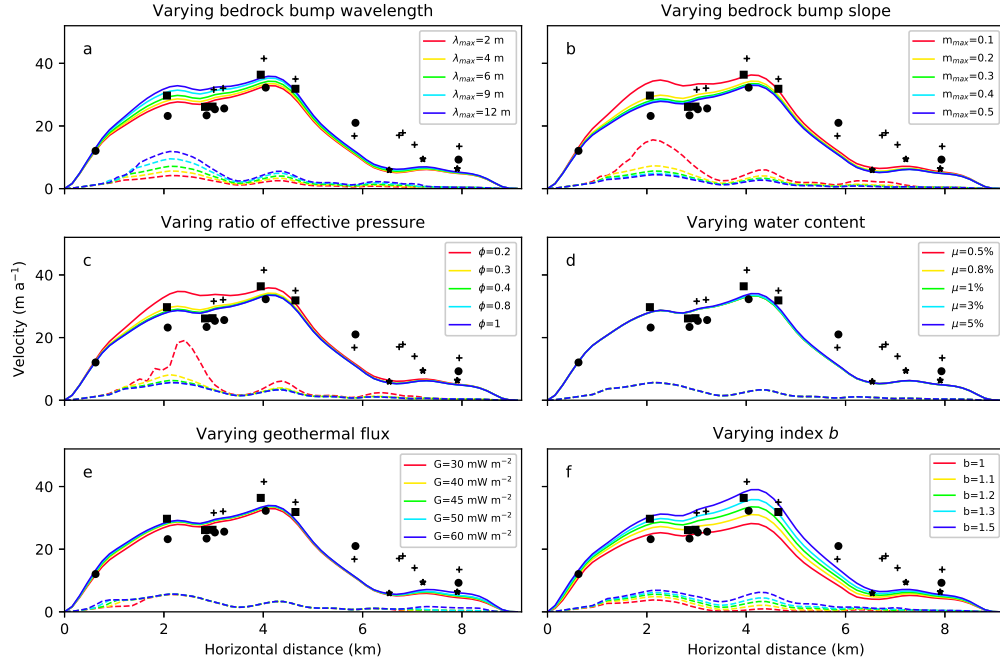 Varying bedrock bump wavelength
Varying bedrock bump slope
a
λmax=2 m
λmax=4 m
λmax=6 m
λmax=9 m
λmax=12 m
40
20
0
b
mmax=0.1
mmax=0.2
mmax=0.3
mmax=0.4
mmax=0.5
Varing ratio of effective pressure
Varying water content
c
ϕ=0.2
ϕ=0.3
ϕ=0.4
ϕ=0.8
ϕ=1
40
20
0
Velocity (m a⁻¹)
d
μ=0.5%
μ=0.8%
μ=1%
μ=3%
μ=5%
Varying geothermal flux
Varying index b
e
G=30 mW m⁻²
G=40 mW m⁻²
G=45 mW m⁻²
G=50 mW m⁻²
G=60 mW m⁻²
40
20
0
f
b=1
b=1.1
b=1.2
b=1.3
b=1.5
0 2 4 6 8
0 2 4 6 8
Horizontal distance (km)
Horizontal distance (km)